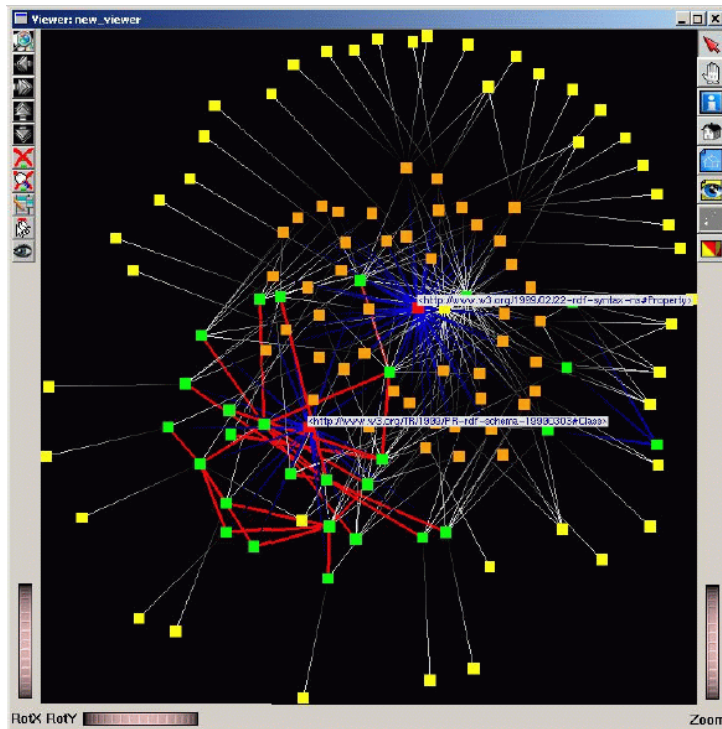 Viewer: new_viewer
<http://www.w3.org/1999/02/22-rdf-syntax-ns#Property>
<http://www.w3.org/TR/1999/PR-rdf-schema-19990303#Class>
RotX RotY
Zoom